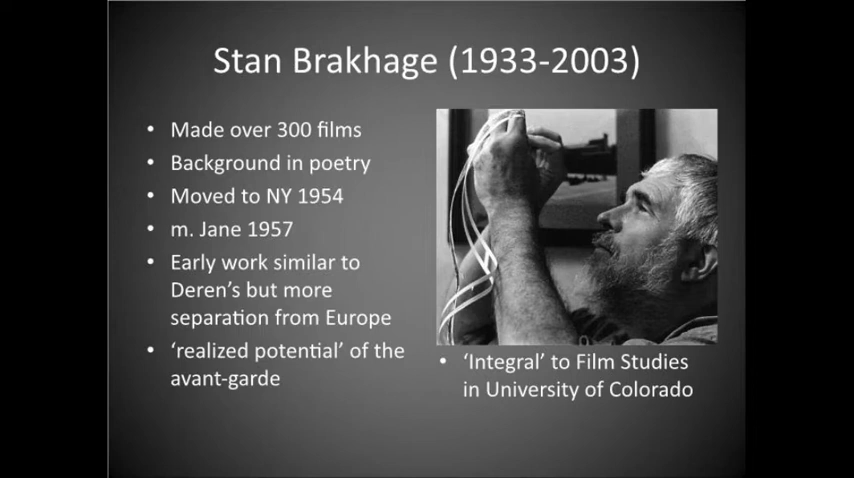 Stan Brakhage (1933-2003)
• Made over 300 films
• Background in poetry
• Moved to NY 1954
• m. Jane 1957
• Early work similar to
Deren’s but more
separation from Europe
• ‘realized potential’ of the
avant-garde
• ‘Integral’ to Film Studies
in University of Colorado